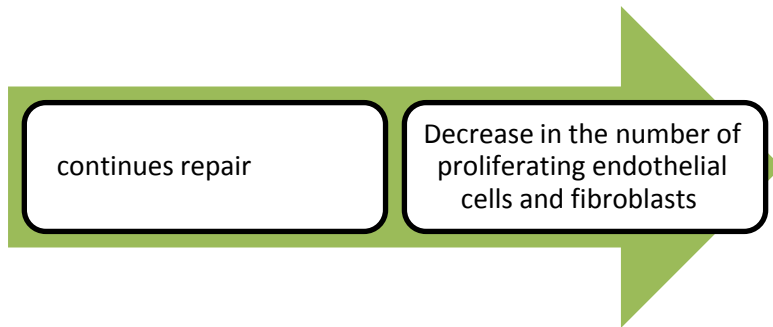 continues repair
Decrease in the number of
proliferating endothelial
cells and fibroblasts